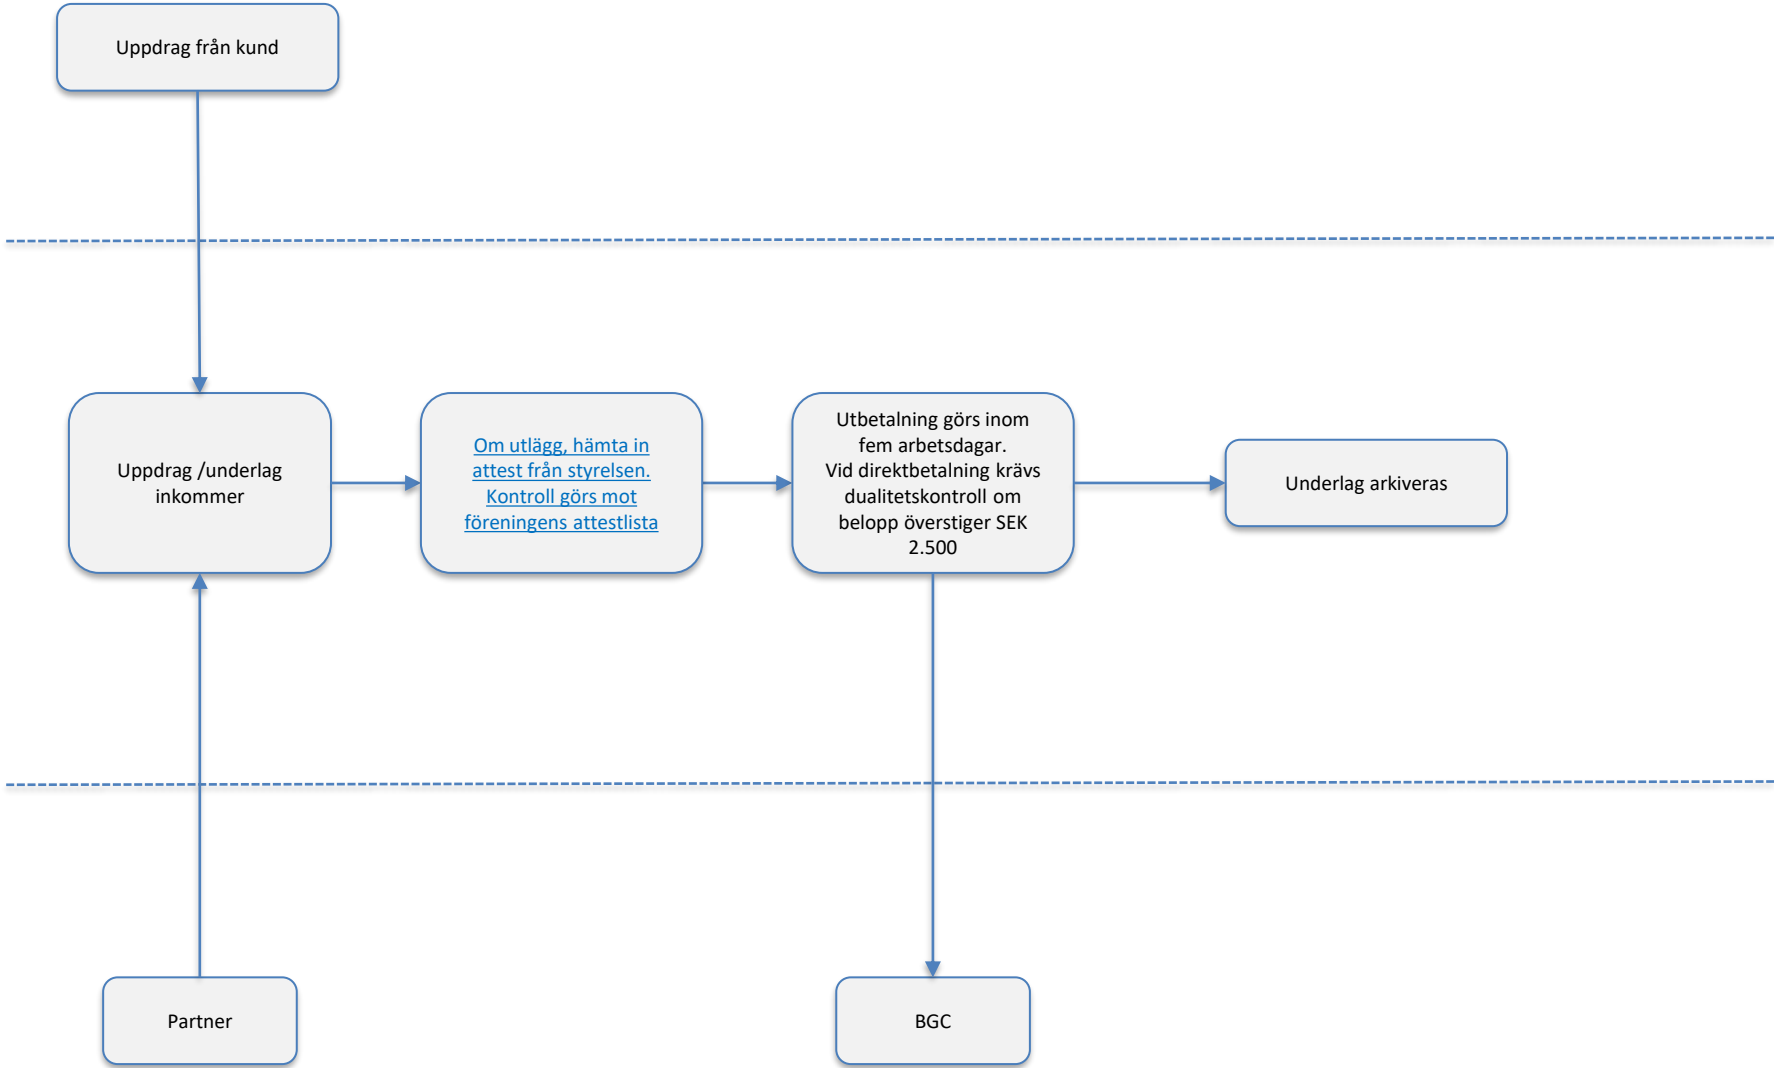 Uppdrag från kund
Uppdrag /underlag
inkommer
Om utlägg, hämta in
attest från styrelsen.
Kontroll görs mot
föreningens attestlista
Utbetalning görs inom
fem arbetsdagar.
Vid direktbetalning krävs
dualitetskontroll om
belopp överstiger SEK
2.500
Underlag arkiveras
Partner
BGC